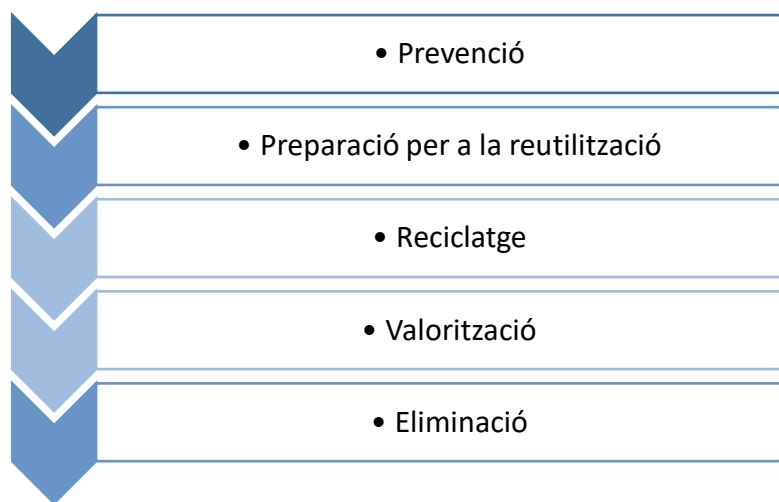 • Prevenció
• Preparació per a la reutilització
• Reciclatge
• Valorització
• Eliminació